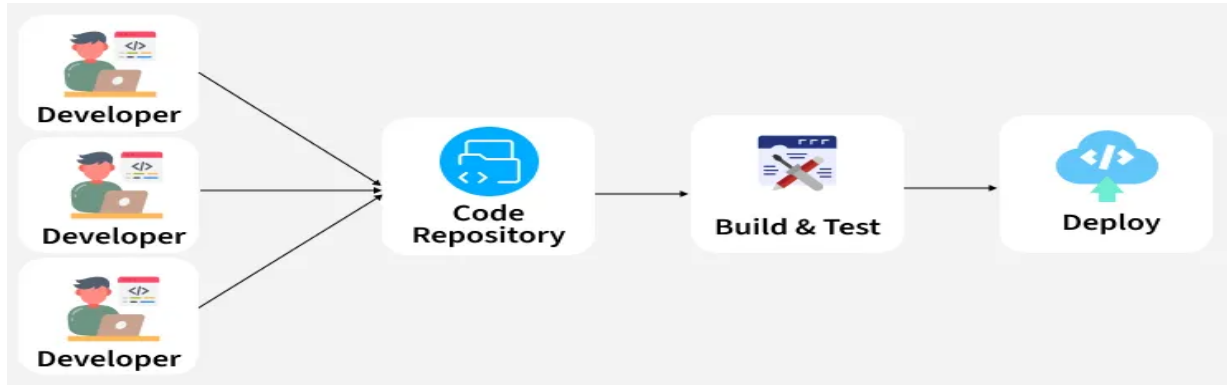 Developer
Developer
Developer
Code
Repository
Build & Test
Deploy